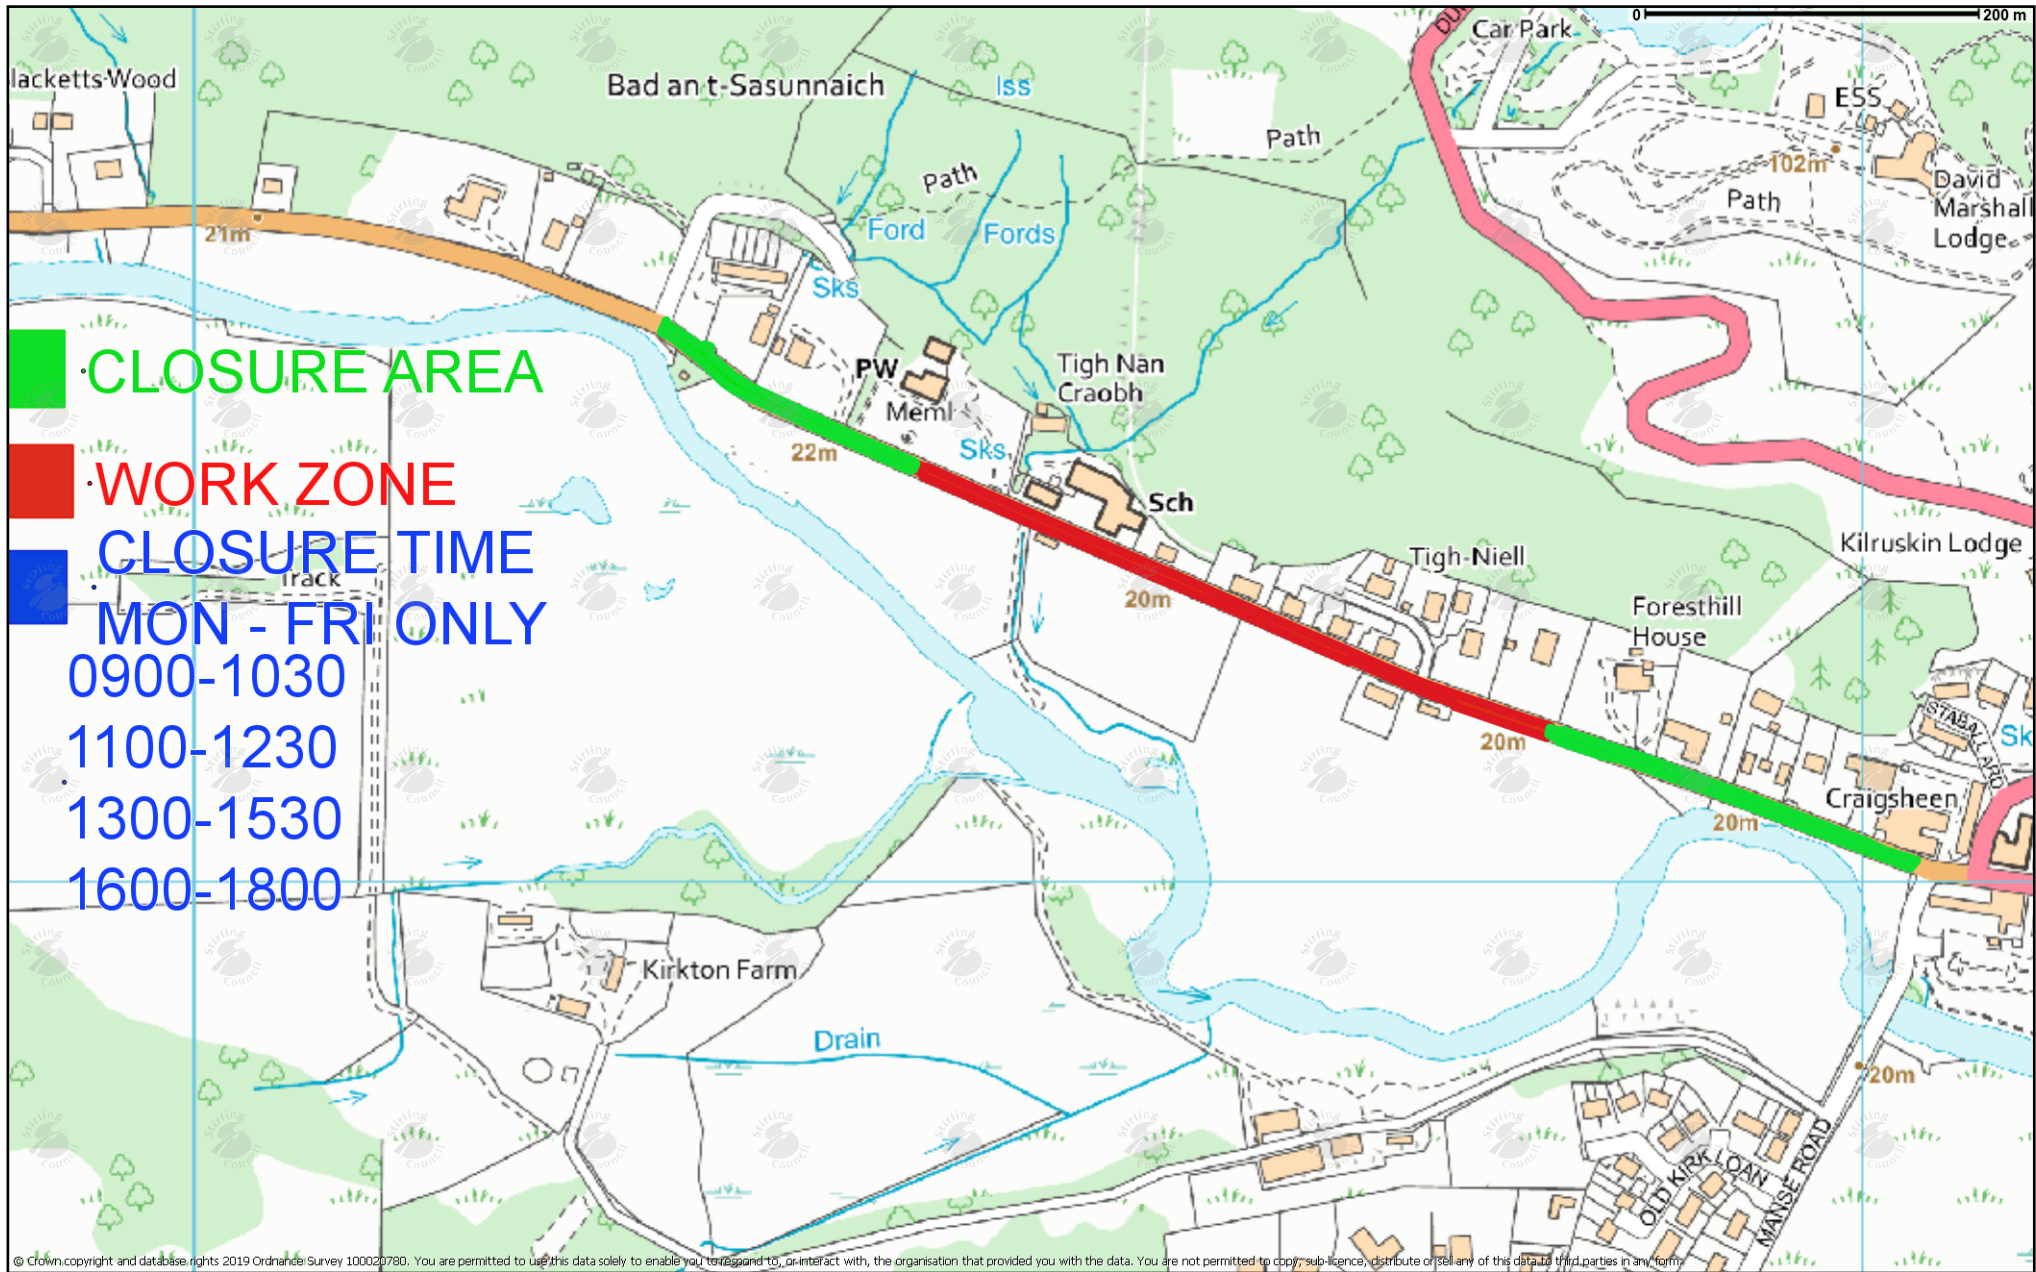 0 200 m
Car Park
DU
lacketts Wood
Bad an t-Sasunnaich
Iss
ESS
Path
102m
Path
Path
David
Marshall
Lodge
21m
Ford
Fords
Sks
CLOSURE AREA
PW
Tigh Nan
Craobh
Meml
22m
Sks
WORK ZONE
Sch
CLOSURE TIME
Kilruskin Lodge
Tigh-Niell
Track
20m
Foresthill
House
MON - FRI ONLY
0900-1030
STABALLARD
Sk
20m
1100-1230
Craigsheen
20m
1300-1530
1600-1800
Kirkton Farm
Drain
20m
OLD KIRK LOAN
MANSE ROAD
Stirling
Council
© Crown copyright and database rights 2019 Ordnance Survey 100020780. You are permitted to use this data solely to enable you to respond to, or interact with, the organisation that provided you with the data. You are not permitted to copy, sub-licence, distribute or sell any of this data to third parties in any form.